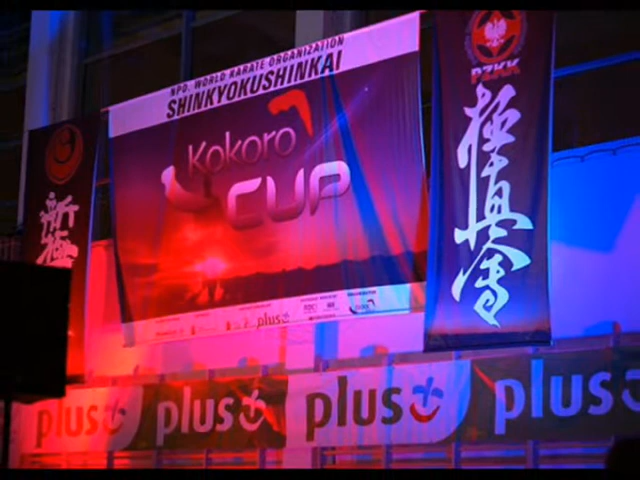 NPO. WORLD KARATE ORGANIZATION
SHINKYOKUSHINKAI
Kokoro
CUP
plus
PZKK
極真會
新極
plus
plus
plus
plus